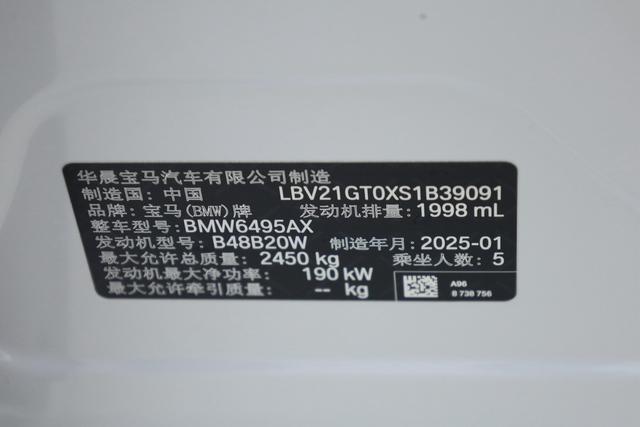 华晨宝马汽车有限公司制造
制造国：中国 LBV21GT0XS1B39091
品牌：宝马(BMW)牌 发动机排量：1998 mL
整车型号：BMW6495AX
发动机型号：B48B20W 制造年月：2025-01
最大允许总质量：2450 kg 乘坐人数：5
发动机最大净功率：190 kW
最大允许牵引质量：-- kg
A96
8 738 756